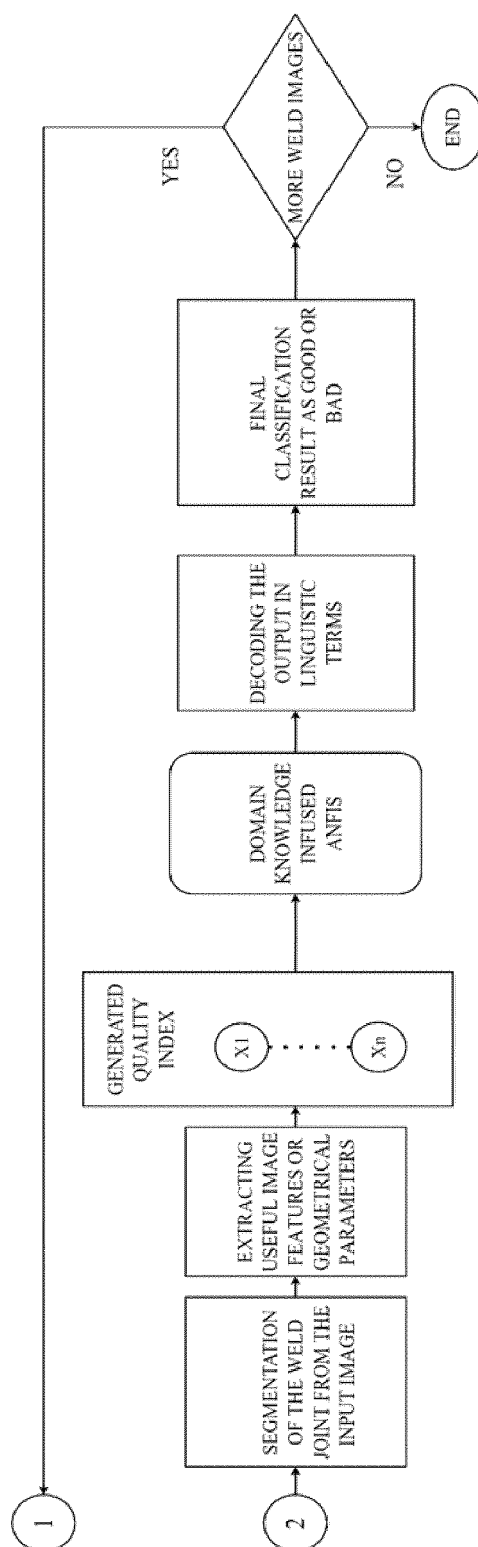 1
2
SEGMENTATION
OF THE WELD
JOINT FROM THE
INPUT IMAGE
EXTRACTING
USEFUL IMAGE
FEATURES OR
GEOMETRICAL
PARAMETERS
GENERATED
QUALITY
INDEX
X1
Xn
DOMAIN
KNOWLEDGE
INFUSED
ANFIS
DECODING THE
OUTPUT IN
LINGUISTIC
TERMS
FINAL
CLASSIFICATION
RESULT AS GOOD OR
BAD
MORE WELD IMAGES
YES
NO
END